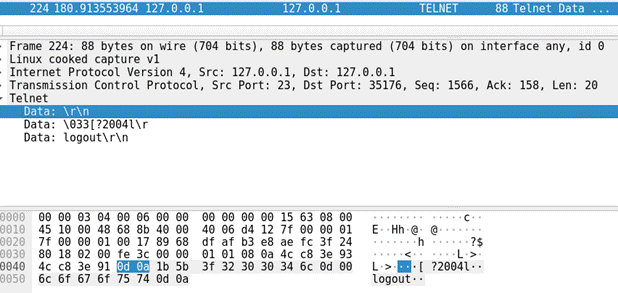 224 180.913553964 127.0.0.1 127.0.0.1 TELNET 88 Telnet Data ...
Frame 224: 88 bytes on wire (704 bits), 88 bytes captured (704 bits) on interface any, id 0
Linux cooked capture v1
Internet Protocol Version 4, Src: 127.0.0.1, Dst: 127.0.0.1
Transmission Control Protocol, Src Port: 23, Dst Port: 35176, Seq: 1566, Ack: 158, Len: 20
Telnet
Data: \r\n
Data: \033[?2004l\r
Data: logout\r\n
0000 00 00 03 04 00 06 00 00 00 00 00 00 15 63 08 00 ········ ·····c··
0010 45 10 00 48 68 8b 40 00 40 06 d4 12 7f 00 00 01 E··Hh·@· @·······
0020 7f 00 00 01 00 17 89 68 df af b3 e8 ae fc 3f 24 ·······h ······?$
0030 80 18 02 00 fe 3c 00 00 01 01 08 0a 4c c8 3e 93 ·····<·· ····L·>·
0040 4c c8 3e 91 0d 0a 1b 5b 3f 32 30 30 34 6c 0d 00 L·>····[ ?2004l··
0050 6c 6f 67 6f 75 74 0d 0a logout··